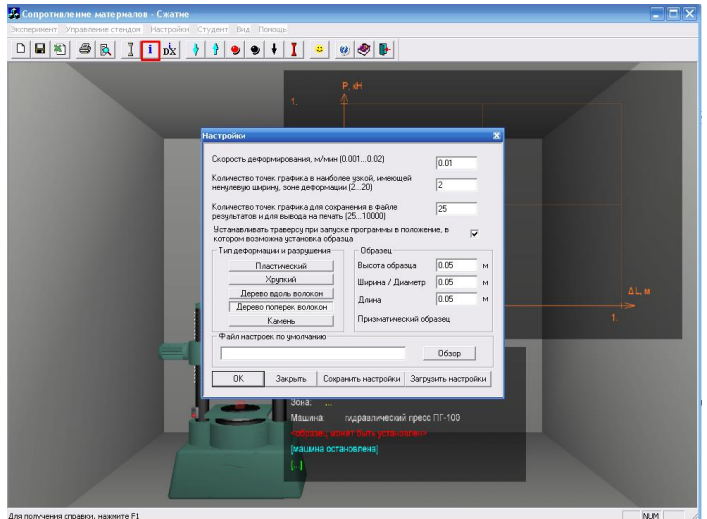 Сопротивление материалов - Сжатие
Эксперимент Управление стендом Настройки Студент Вид Помощь
P, кН
1.
Настройки
Скорость деформирования, м/мин (0.001...0.02) 0.01
Количество точек графика в наиболее узкой, имеющей
ненулевую ширину, зоне деформации (2...20) 2
Количество точек графика для сохранения в файле
результатов и для вывода на печать (25...10000) 25
Устанавливать траверсу при запуске программы в положение, в
котором возможна установка образца
Тип деформации и разрушения
Пластический
Хрупкий
Дерево вдоль волокон
Дерево поперек волокон
Камень
Образец
Высота образца 0.05 м
Ширина / Диаметр 0.05 м
Длина 0.05 м
Призматический образец
ΔL, м
1.
Файл настроек по умолчанию
Обзор
OK Закрыть Сохранить настройки Загрузить настройки
Зона: ...
Машина: гидравлический пресс ПГ-100
<образец может быть установлен>
[машина остановлена]
[...]
Для получения справки, нажмите F1
NUM